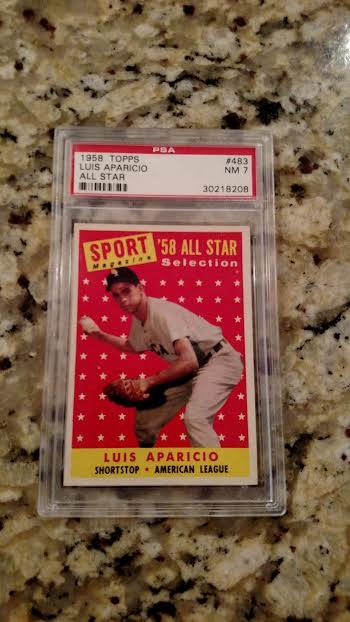 PSA
1958 TOPPS #483
LUIS APARICIO NM 7
ALL STAR
30218208
SPORT '58 ALL STAR
Magazine Selection
LUIS APARICIO
SHORTSTOP ★ AMERICAN LEAGUE